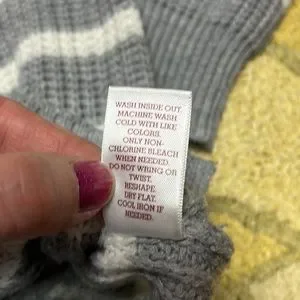 WASH INSIDE OUT.
MACHINE WASH
COLD WITH LIKE
COLORS.
ONLY NON-
CHLORINE BLEACH
WHEN NEEDED.
DO NOT WRING OR
TWIST.
RESHAPE.
DRY FLAT.
COOL IRON IF
NEEDED.